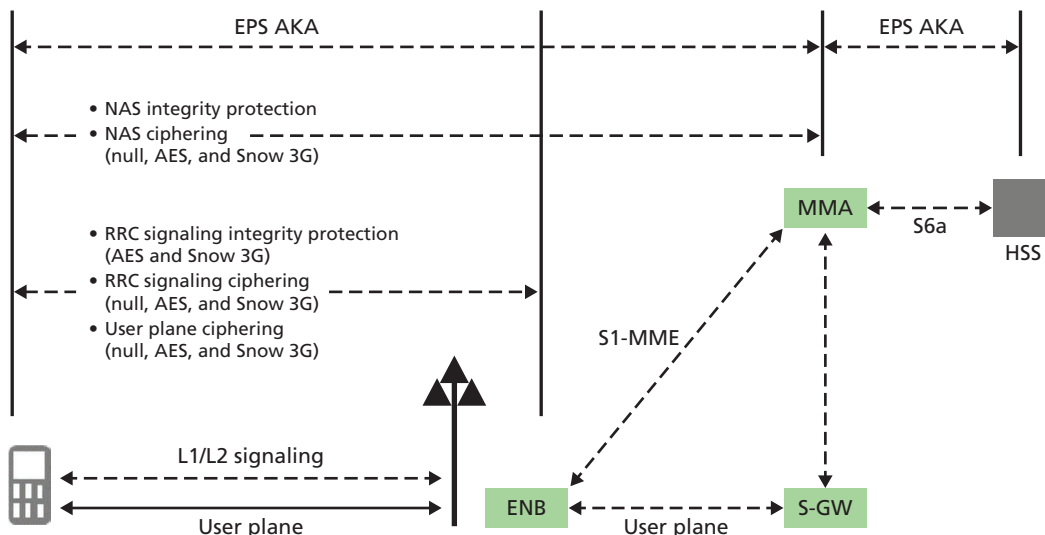 EPS AKA
EPS AKA
• NAS integrity protection
• NAS ciphering
(null, AES, and Snow 3G)
MMA
S6a
HSS
• RRC signaling integrity protection
(AES and Snow 3G)
• RRC signaling ciphering
(null, AES, and Snow 3G)
• User plane ciphering
(null, AES, and Snow 3G)
S1-MME
L1/L2 signaling
User plane
ENB
User plane
S-GW